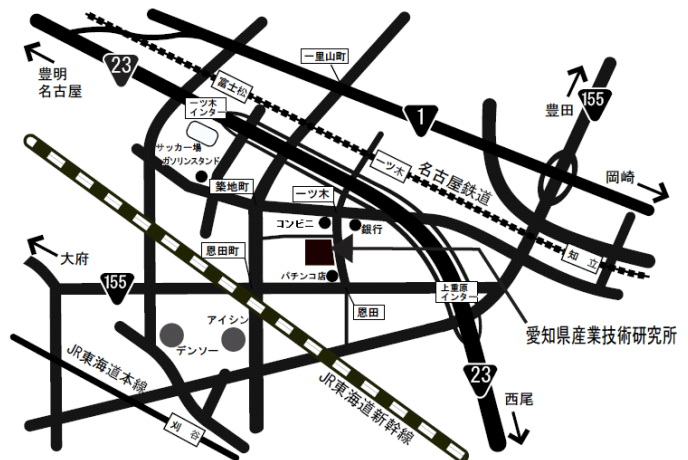 豊明
名古屋
23
一里山町
富士松
一ツ木
インター
1
豊田
155
岡崎
サッカー場
ガソリンスタンド
一ツ木
名古屋鉄道
築地町
一ツ木
コンビニ
銀行
知立
大府
恩田町
パチンコ店
155
上重原
インター
恩田
アイシン
デンソー
愛知県産業技術研究所
JR東海道本線
JR東海道新幹線
23
西尾
刈谷